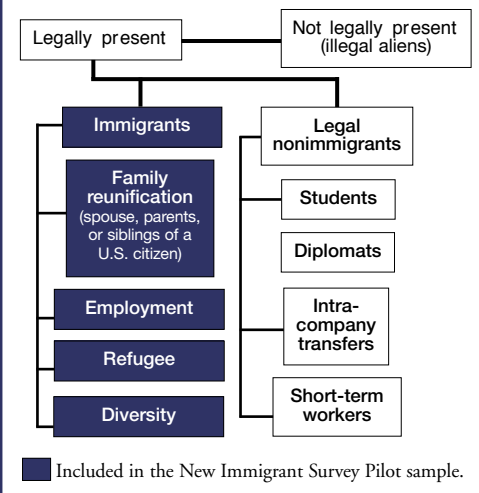 Legally present
Not legally present
(illegal aliens)
Immigrants
Family
reunification
(spouse, parents,
or siblings of a
U.S. citizen)
Employment
Refugee
Diversity
Legal
nonimmigrants
Students
Diplomats
Intra-
company
transfers
Short-term
workers
Included in the New Immigrant Survey Pilot sample.